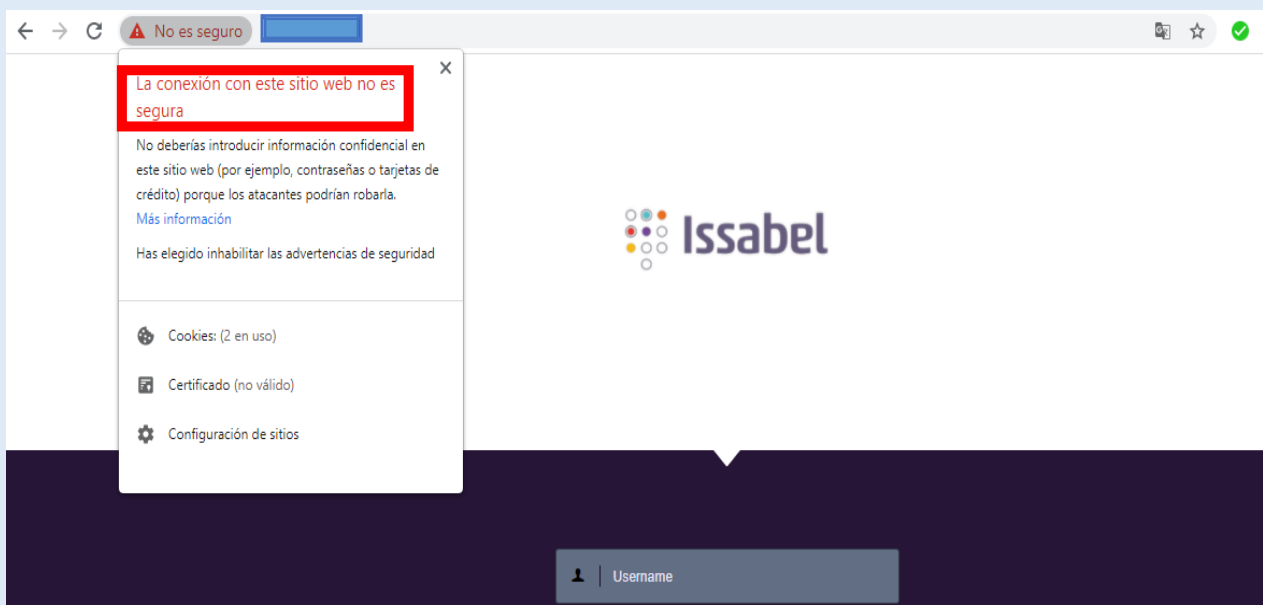 No es seguro
La conexión con este sitio web no es
segura
No deberías introducir información confidencial en
este sitio web (por ejemplo, contraseñas o tarjetas de
crédito) porque los atacantes podrían robarla.
Más información
Has elegido inhabilitar las advertencias de seguridad
Cookies: (2 en uso)
Certificado (no válido)
Configuración de sitios
Issabel
Username